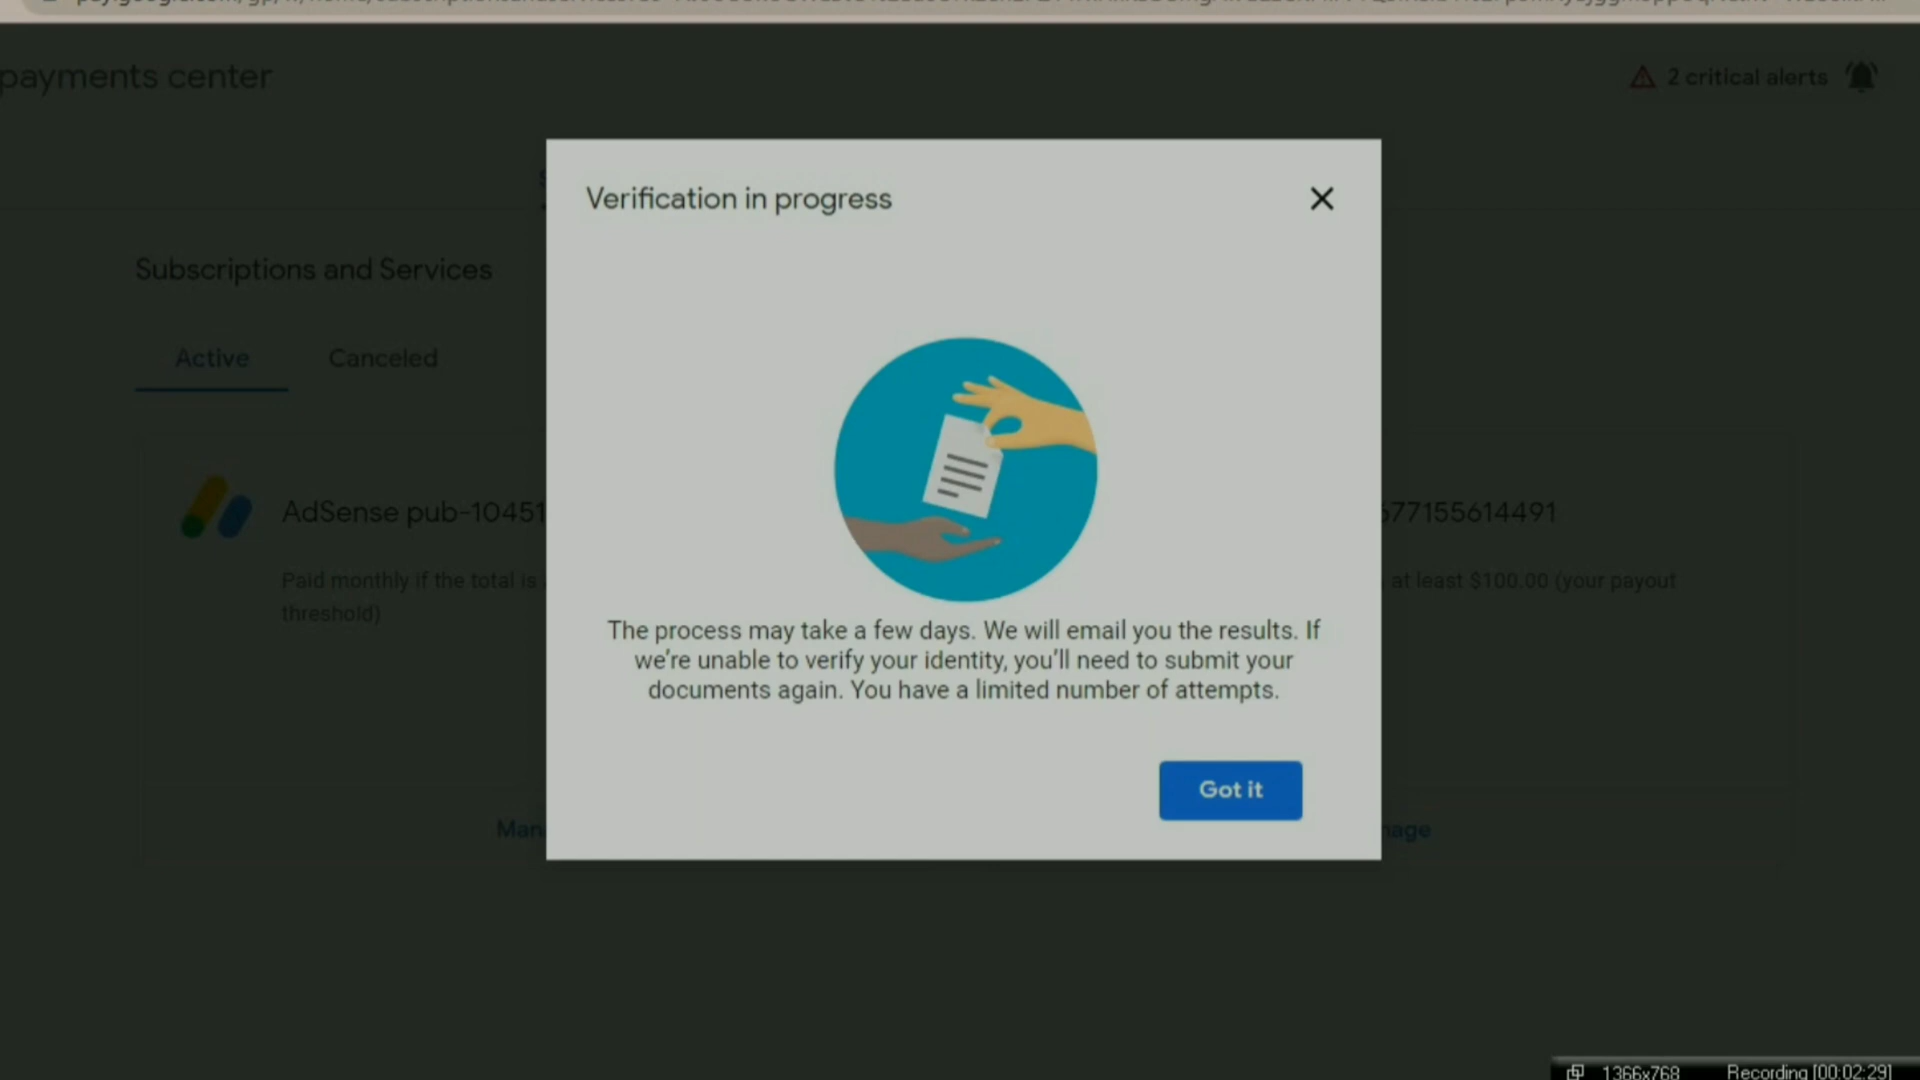 payments center
2 critical alerts
Verification in progress
Subscriptions and Services
Active
Canceled
AdSense pub-10451
677155614491
Paid monthly if the total is
at least $100.00 (your payout
threshold)
The process may take a few days. We will email you the results. If
we're unable to verify your identity, you'll need to submit your
documents again. You have a limited number of attempts.
Got it
Man
nage
1366x768 Recording [00:02:29]